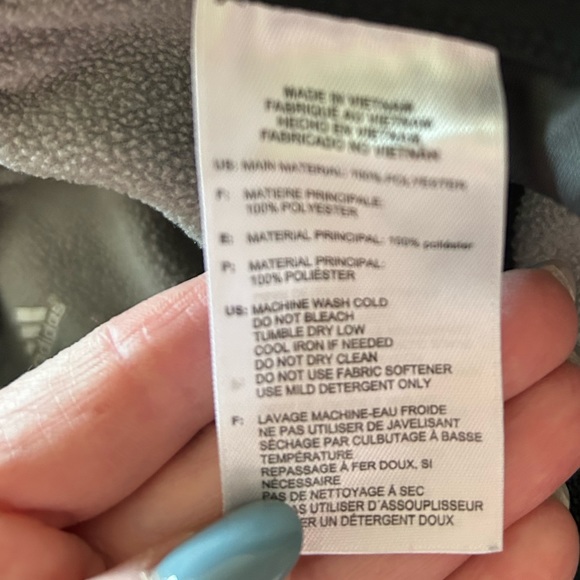 MADE IN VIETNAM
FABRIQUÉ AU VIETNAM
HECHO EN VIETNAM
FABRICADO NO VIETNAM
US: MAIN MATERIAL: 100% POLYESTER
F: MATIERE PRINCIPALE:
100% POLYESTER
E: MATERIAL PRINCIPAL: 100% poliéster
P: MATERIAL PRINCIPAL:
100% POLIÉSTER
US: MACHINE WASH COLD
DO NOT BLEACH
TUMBLE DRY LOW
COOL IRON IF NEEDED
DO NOT DRY CLEAN
DO NOT USE FABRIC SOFTENER
USE MILD DETERGENT ONLY
F: LAVAGE MACHINE-EAU FROIDE
NE PAS UTILISER DE JAVELISANT
SÉCHAGE PAR CULBUTAGE À BASSE
TEMPÉRATURE
REPASSAGE À FER DOUX, SI
NÉCESSAIRE
PAS DE NETTOYAGE À SEC
PAS UTILISER D'ASSOUPLISSEUR
ER UN DÉTERGENT DOUX
adidas